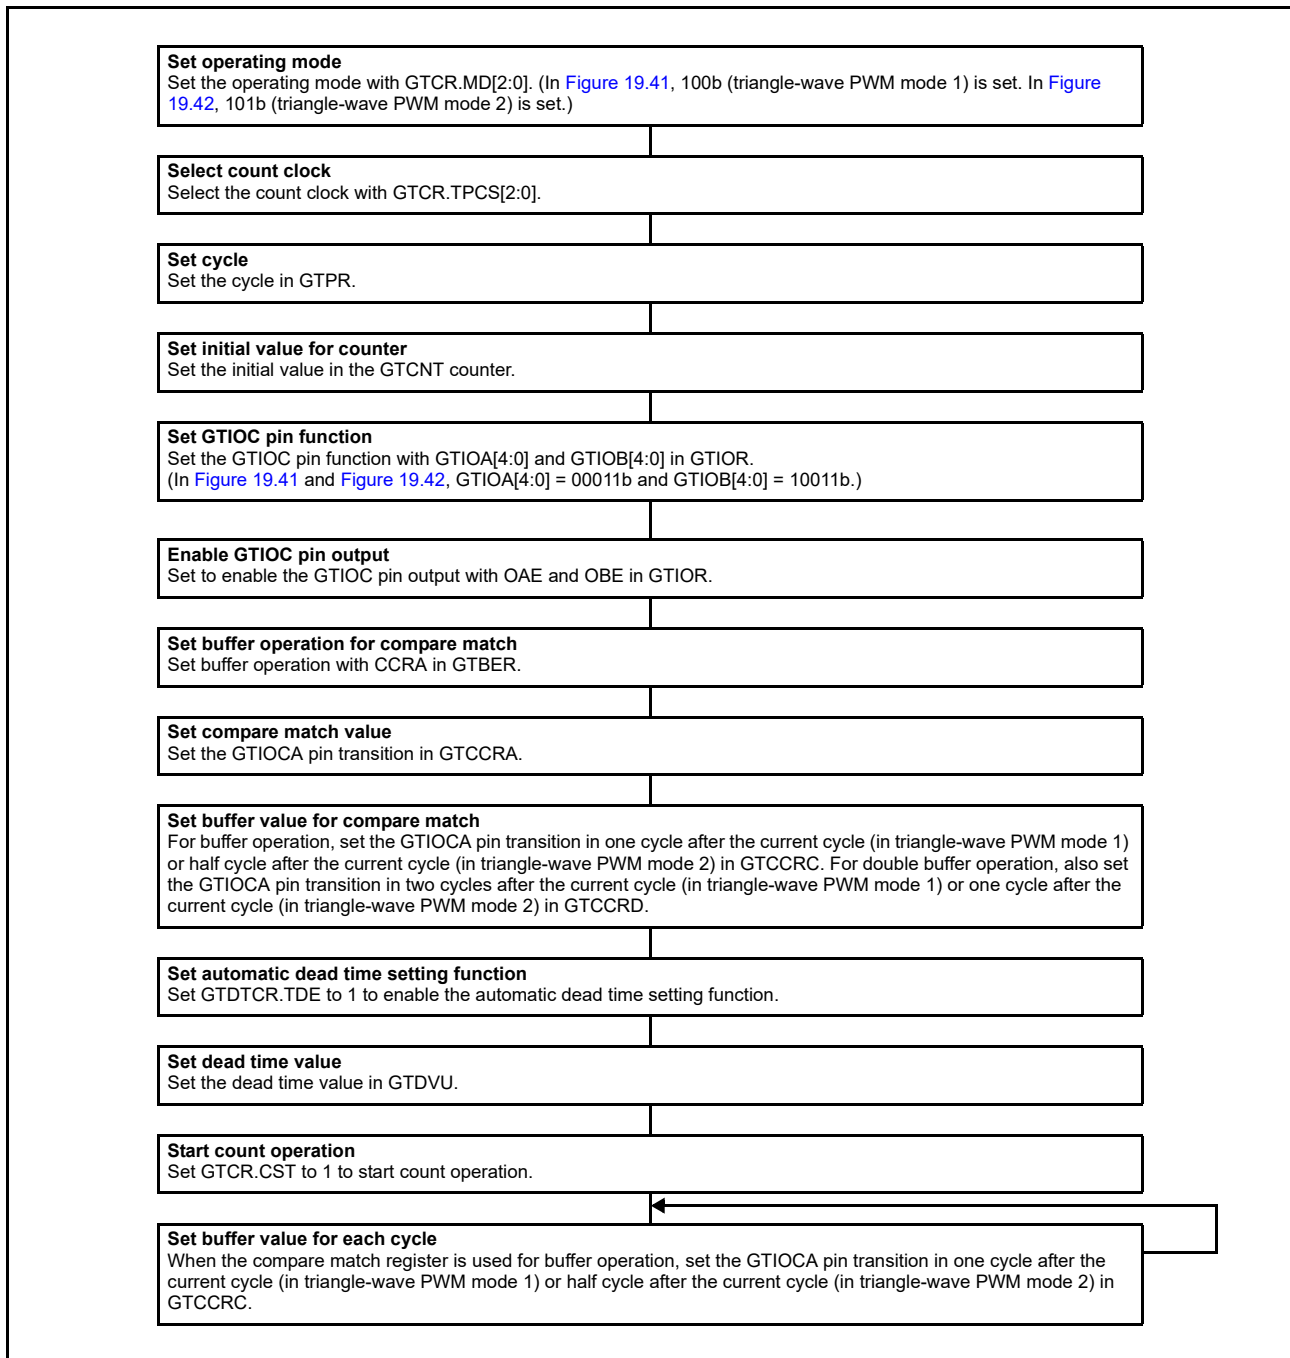 Set operating mode
Set the operating mode with GTCR.MD[2:0]. (In Figure 19.41, 100b (triangle-wave PWM mode 1) is set. In Figure
19.42, 101b (triangle-wave PWM mode 2) is set.)
Select count clock
Select the count clock with GTCR.TPCS[2:0].
Set cycle
Set the cycle in GTPR.
Set initial value for counter
Set the initial value in the GTCNT counter.
Set GTIOC pin function
Set the GTIOC pin function with GTIOA[4:0] and GTIOB[4:0] in GTIOR.
(In Figure 19.41 and Figure 19.42, GTIOA[4:0] = 00011b and GTIOB[4:0] = 10011b.)
Enable GTIOC pin output
Set to enable the GTIOC pin output with OAE and OBE in GTIOR.
Set buffer operation for compare match
Set buffer operation with CCRA in GTBER.
Set compare match value
Set the GTIOCA pin transition in GTCCRA.
Set buffer value for compare match
For buffer operation, set the GTIOCA pin transition in one cycle after the current cycle (in triangle-wave PWM mode 1)
or half cycle after the current cycle (in triangle-wave PWM mode 2) in GTCCRC. For double buffer operation, also set
the GTIOCA pin transition in two cycles after the current cycle (in triangle-wave PWM mode 1) or one cycle after the
current cycle (in triangle-wave PWM mode 2) in GTCCRD.
Set automatic dead time setting function
Set GTDTCR.TDE to 1 to enable the automatic dead time setting function.
Set dead time value
Set the dead time value in GTDVU.
Start count operation
Set GTCR.CST to 1 to start count operation.
Set buffer value for each cycle
When the compare match register is used for buffer operation, set the GTIOCA pin transition in one cycle after the
current cycle (in triangle-wave PWM mode 1) or half cycle after the current cycle (in triangle-wave PWM mode 2) in
GTCCRC.